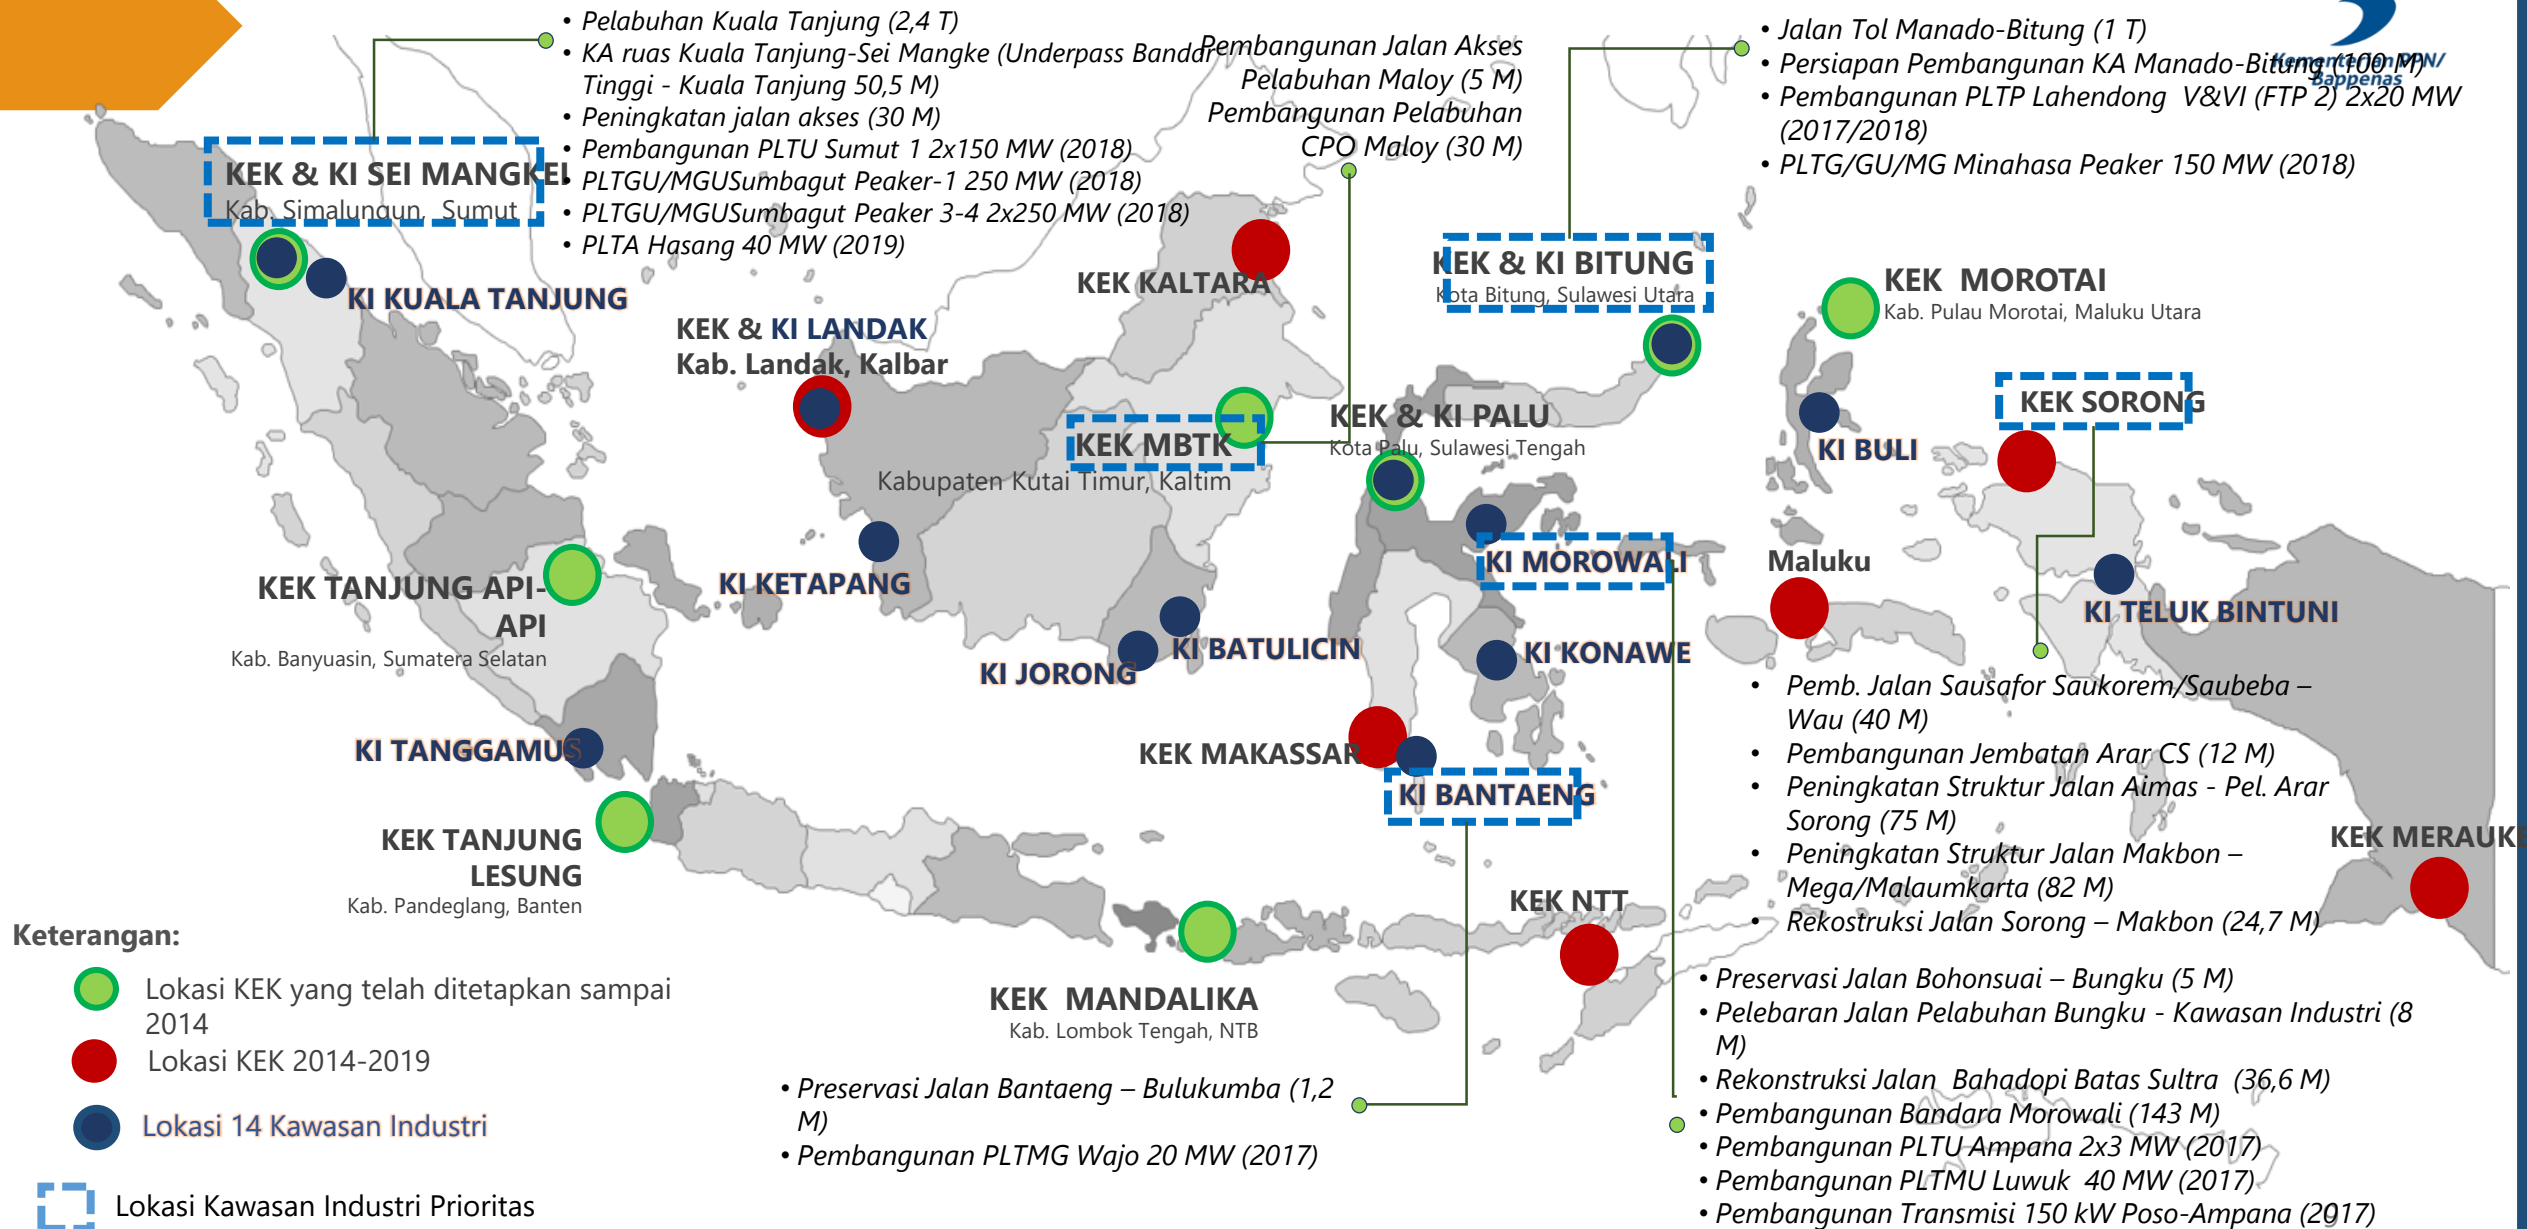 • Pelabuhan Kuala Tanjung (2,4 T)
• KA ruas Kuala Tanjung-Sei Mangke (Underpass Bandar
Tinggi - Kuala Tanjung 50,5 M)
• Peningkatan jalan akses (30 M)
• Pembangunan PLTU Sumut 1 2x150 MW (2018)
• PLTGU/MGUSumbagut Peaker-1 250 MW (2018)
• PLTGU/MGUSumbagut Peaker 3-4 2x250 MW (2018)
• PLTA Hasang 40 MW (2019)
Pembangunan Jalan Akses
Pelabuhan Maloy (5 M)
Pembangunan Pelabuhan
CPO Maloy (30 M)
• Jalan Tol Manado-Bitung (1 T)
• Persiapan Pembangunan KA Manado-Bitung (100 M)
• Pembangunan PLTP Lahendong V&VI (FTP 2) 2x20 MW
(2017/2018)
• PLTG/GU/MG Minahasa Peaker 150 MW (2018)
Kementerian PPN/
Bappenas
KEK & KI SEI MANGKEI
Kab. Simalungun, Sumut
KI KUALA TANJUNG
KEK KALTARA
KEK & KI BITUNG
Kota Bitung, Sulawesi Utara
KEK MOROTAI
Kab. Pulau Morotai, Maluku Utara
KEK & KI LANDAK
Kab. Landak, Kalbar
KEK MBTK
Kabupaten Kutai Timur, Kaltim
KEK & KI PALU
Kota Palu, Sulawesi Tengah
KI BULI
KEK SORONG
KI KETAPANG
KI MOROWALI
Maluku
KI TELUK BINTUNI
KEK TANJUNG API-
API
Kab. Banyuasin, Sumatera Selatan
KI JORONG
KI BATULICIN
KI KONAWE
KI TANGGAMUS
KEK MAKASSAR
KI BANTAENG
• Pemb. Jalan Sausafor Saukorem/Saubeba –
Wau (40 M)
• Pembangunan Jembatan Arar CS (12 M)
• Peningkatan Struktur Jalan Aimas - Pel. Arar
Sorong (75 M)
• Peningkatan Struktur Jalan Makbon –
Mega/Malaumkarta (82 M)
• Rekostruksi Jalan Sorong – Makbon (24,7 M)
KEK MERAUKE
KEK TANJUNG
LESUNG
Kab. Pandeglang, Banten
KEK NTT
KEK MANDALIKA
Kab. Lombok Tengah, NTB
• Preservasi Jalan Bantaeng – Bulukumba (1,2
M)
• Pembangunan PLTMG Wajo 20 MW (2017)
• Preservasi Jalan Bohonsuai – Bungku (5 M)
• Pelebaran Jalan Pelabuhan Bungku - Kawasan Industri (8
M)
• Rekonstruksi Jalan Bahadopi Batas Sultra (36,6 M)
• Pembangunan Bandara Morowali (143 M)
• Pembangunan PLTU Ampana 2x3 MW (2017)
• Pembangunan PLTMU Luwuk 40 MW (2017)
• Pembangunan Transmisi 150 kW Poso-Ampana (2017)
Keterangan:
Lokasi KEK yang telah ditetapkan sampai
2014
Lokasi KEK 2014-2019
Lokasi 14 Kawasan Industri
Lokasi Kawasan Industri Prioritas